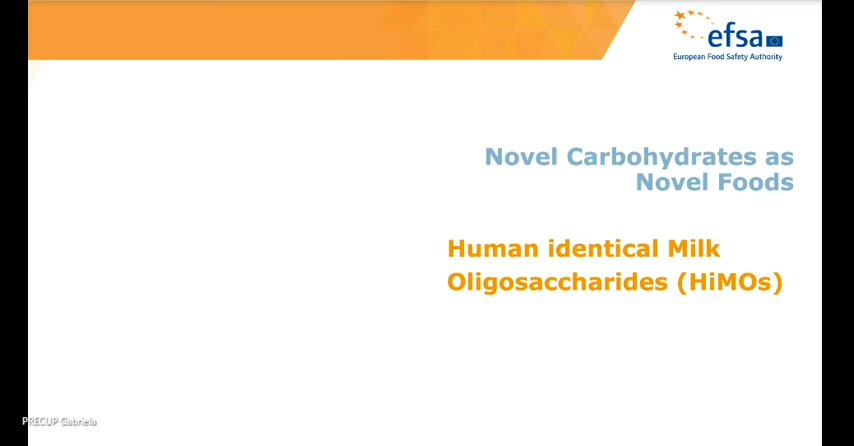 efsa
European Food Safety Authority
Novel Carbohydrates as
Novel Foods
Human identical Milk
Oligosaccharides (HiMOs)
PRECUP Gabriela